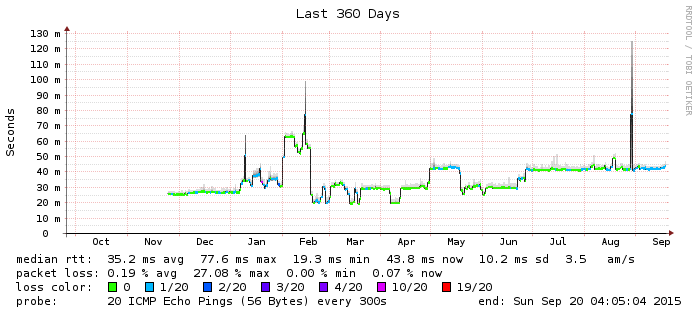 Last 360 Days
RRDTOOL / TOBI OETIKER
Seconds
130 m
120 m
110 m
100 m
90 m
80 m
70 m
60 m
50 m
40 m
30 m
20 m
10 m
0
Oct Nov Dec Jan Feb Mar Apr May Jun Jul Aug Sep
median rtt: 35.2 ms avg 77.6 ms max 19.3 ms min 43.8 ms now 10.2 ms sd 3.5 am/s
packet loss: 0.19 % avg 27.08 % max 0.00 % min 0.07 % now
loss color: 0 1/20 2/20 3/20 4/20 10/20 19/20
probe: 20 ICMP Echo Pings (56 Bytes) every 300s end: Sun Sep 20 04:05:04 2015